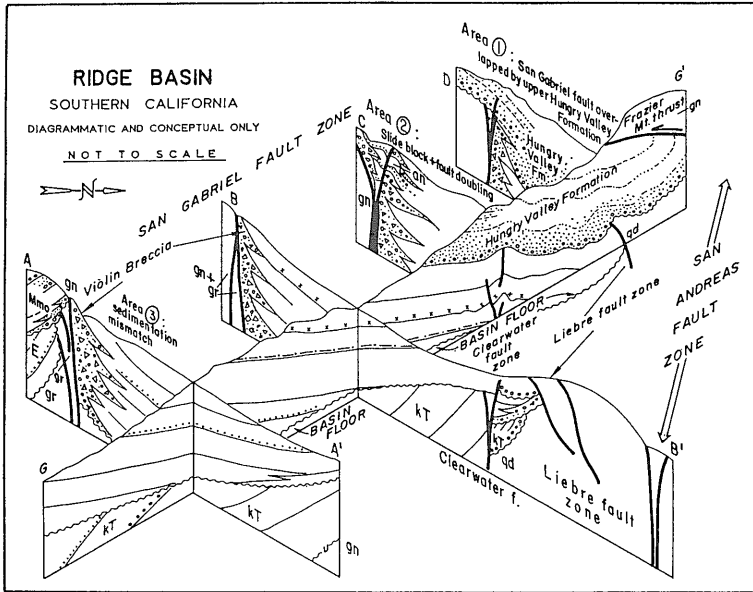 RIDGE BASIN
SOUTHERN CALIFORNIA
DIAGRAMMATIC AND CONCEPTUAL ONLY
NOT TO SCALE
N
SAN GABRIEL FAULT ZONE
Area ① : San Gabriel fault over-
lapped by upper Hungry Valley
Formation
D
G'
Frazier
Mt. thrust
gn
Hungry
Valley
Fm.
Area ② :
Slide block + fault doubling
C
an
gn
Hungry Valley Formation
qd
B
Violin Breccia
gn +
gr
A
gn
Mmg
E
gr
gr
Area ③ :
sedimentation
mismatch
BASIN FLOOR
Clearwater
fault
zone
Liebre fault zone
SAN
ANDREAS
FAULT
ZONE
BASIN
FLOOR
kT
kT
qd
B'
Clearwater f.
Liebre fault
zone
G
A'
kT
kT
gn